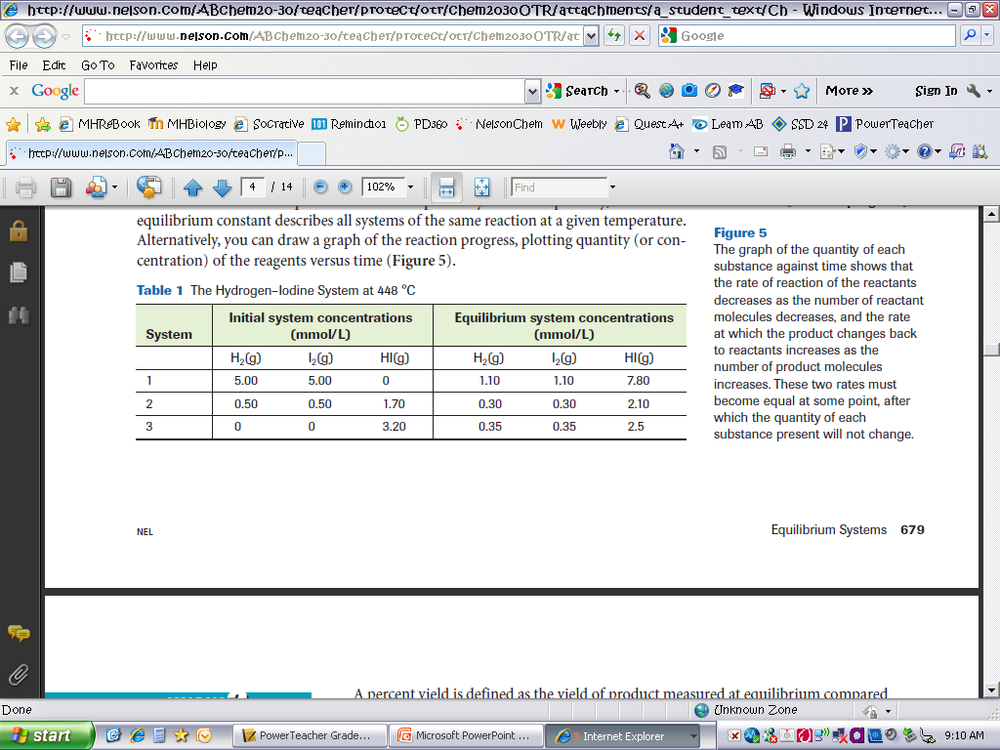 http://www.nelson.com/ABChem20-30/teacher/protect/otr/Chem2030OTR/attachments/a_student_text/Ch - Windows Internet...
http://www.nelson.com/ABChem20-30/teacher/protect/otr/Chem2030OTR/at
Google
File Edit Go To Favorites Help
x Google Search More >> Sign In
MHReBook MHBiology Socrative Remind101 PD360 NelsonChem Weebly Quest A+ Learn AB SSD 24 PowerTeacher
http://www.nelson.com/ABChem20-30/teacher/p...
4 / 14 102% Find
equilibrium constant describes all systems of the same reaction at a given temperature.
Alternatively, you can draw a graph of the reaction progress, plotting quantity (or con-
centration) of the reagents versus time (Figure 5).
Table 1 The Hydrogen–Iodine System at 448 °C
System Initial system concentrations (mmol/L) Equilibrium system concentrations (mmol/L)
H₂(g) I₂(g) HI(g) H₂(g) I₂(g) HI(g)
1 5.00 5.00 0 1.10 1.10 7.80
2 0.50 0.50 1.70 0.30 0.30 2.10
3 0 0 3.20 0.35 0.35 2.5
Figure 5
The graph of the quantity of each
substance against time shows that
the rate of reaction of the reactants
decreases as the number of reactant
molecules decreases, and the rate
at which the product changes back
to reactants increases as the
number of product molecules
increases. These two rates must
become equal at some point, after
which the quantity of each
substance present will not change.
NEL
Equilibrium Systems 679
A percent yield is defined as the yield of product measured at equilibrium compared
Done
Unknown Zone
start PowerTeacher Grade... Microsoft PowerPoint ... 3 Internet Explorer 9:10 AM